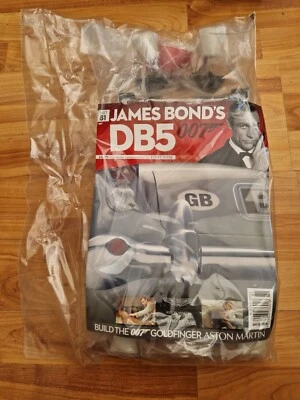 81
JAMES BOND'S
DB5 007
GB
BUILD THE 007 GOLDFINGER ASTON MARTIN